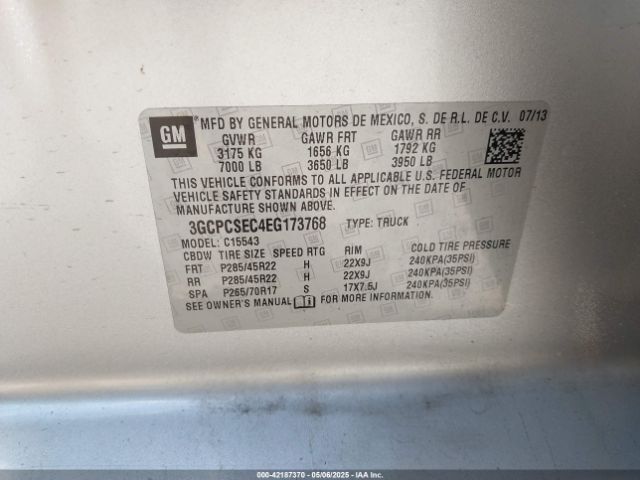 GM
MFD BY GENERAL MOTORS DE MEXICO, S. DE R.L. DE C.V. 07/13
GVWR GAWR FRT GAWR RR
3175 KG 1656 KG 1792 KG
7000 LB 3650 LB 3950 LB
THIS VEHICLE CONFORMS TO ALL APPLICABLE U.S. FEDERAL MOTOR
VEHICLE SAFETY STANDARDS IN EFFECT ON THE DATE OF
MANUFACTURE SHOWN ABOVE.
3GCPCSEC4EG173768 TYPE: TRUCK
MODEL: C15543
CBDW TIRE SIZE SPEED RTG RIM COLD TIRE PRESSURE
FRT P285/45R22 H 22X9J 240KPA(35PSI)
RR P285/45R22 H 22X9J 240KPA(35PSI)
SPA P265/70R17 S 17X7.5J 240KPA(35PSI)
SEE OWNER'S MANUAL FOR MORE INFORMATION.
IAA 42187370 | 05/06/2025 | IAA Inc